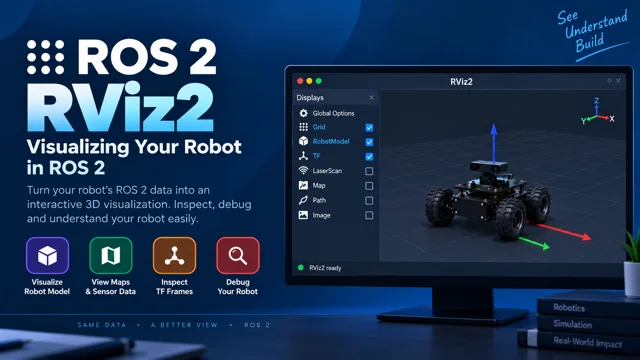 ROS 2
RViz2
Visualizing Your Robot
in ROS 2
Turn your robot's ROS 2 data into an
interactive 3D visualization. Inspect, debug
and understand your robot easily.
Visualize
Robot Model
View Maps
& Sensor Data
Inspect
TF Frames
Debug
Your Robot
SAME DATA • A BETTER VIEW • ROS 2
See
Understand
Build
RViz2
Displays
Global Options
Grid
RobotModel
TF
LaserScan
Map
Path
Image
RViz2 ready
Z
Y
X
Robotics
Simulation
Real-World Impact